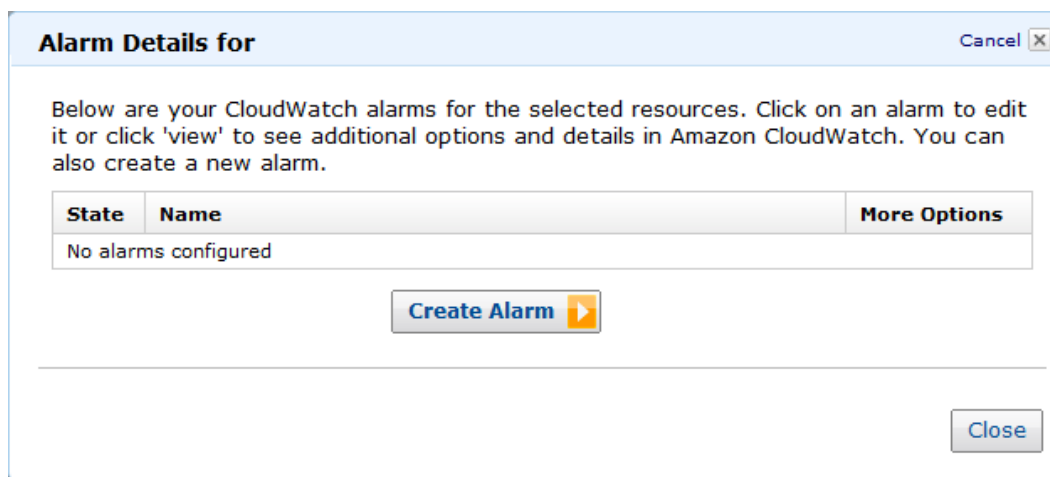 Alarm Details for
Cancel
Below are your CloudWatch alarms for the selected resources. Click on an alarm to edit
it or click 'view' to see additional options and details in Amazon CloudWatch. You can
also create a new alarm.
State Name More Options
No alarms configured
Create Alarm
Close